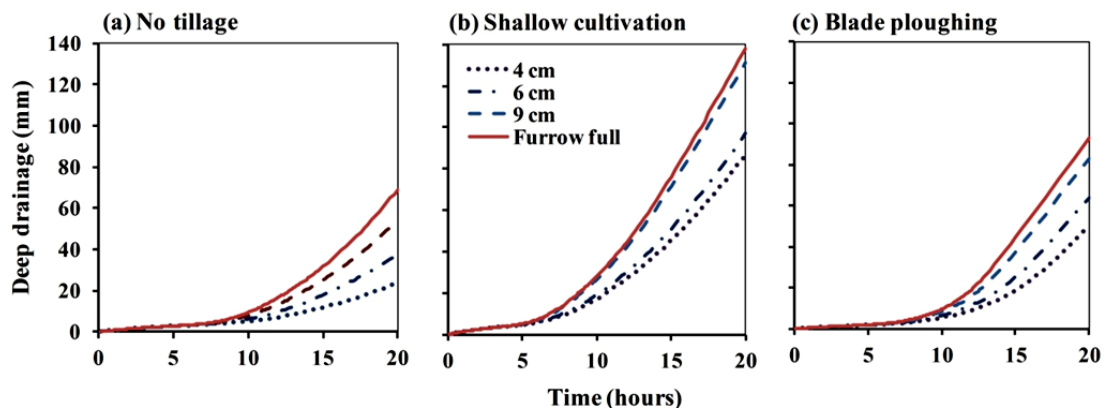 (a) No tillage
(b) Shallow cultivation
(c) Blade ploughing
Deep drainage (mm)
140
120
100
80
60
40
20
0
4 cm
6 cm
9 cm
Furrow full
0 5 10 15 20
0 5 10 15 20
0 5 10 15 20
Time (hours)